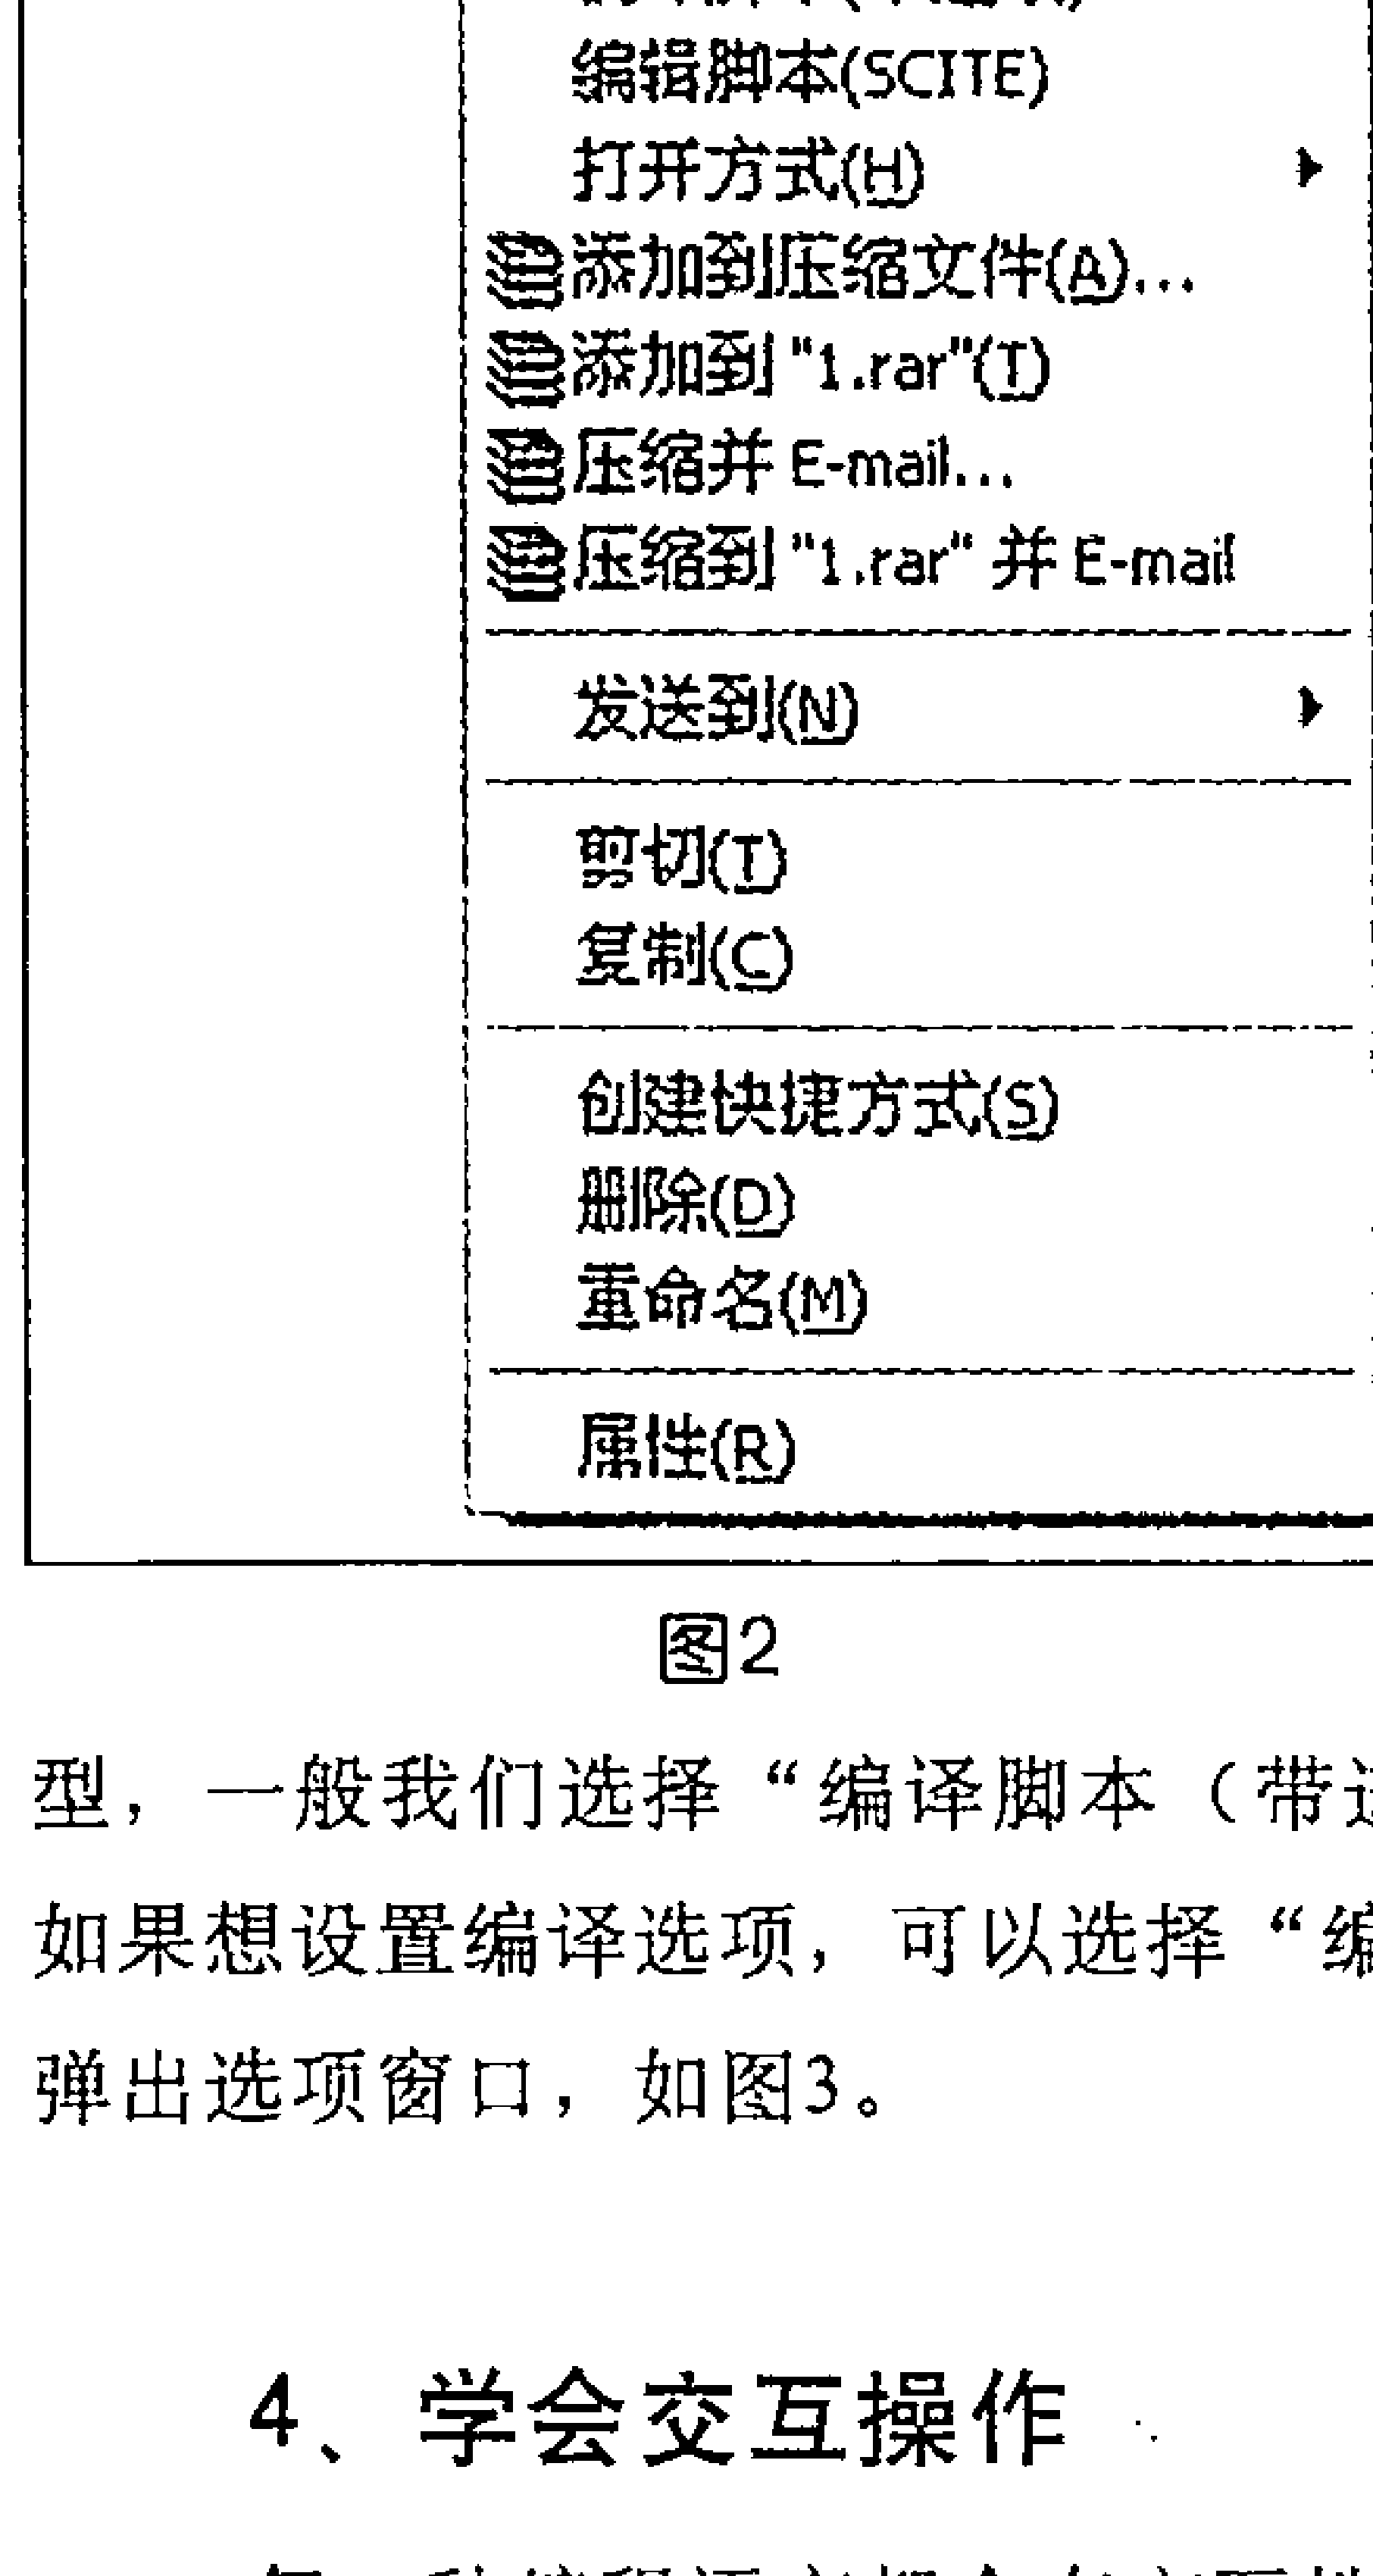 编辑脚本(SCITE)
打开方式(H)
添加到压缩文件(A)...
添加到 "1.rar"(T)
压缩并 E-mail...
压缩到 "1.rar" 并 E-mail
发送到(N)
剪切(T)
复制(C)
创建快捷方式(S)
删除(D)
重命名(M)
属性(R)
图2
型，一般我们选择“编译脚本（带
如果想设置编译选项，可以选择“编
弹出选项窗口，如图3。
4、学会交互操作